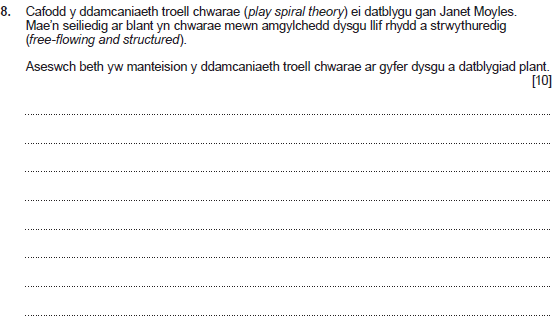 8. Cafodd y ddamcaniaeth troell chwarae (play spiral theory) ei datblygu gan Janet Moyles.
Mae'n seiliedig ar blant yn chwarae mewn amgylchedd dysgu llif rhydd a strwythuredig
(free-flowing and structured).
Aseswch beth yw manteision y ddamcaniaeth troell chwarae ar gyfer dysgu a datblygiad plant.
[10]